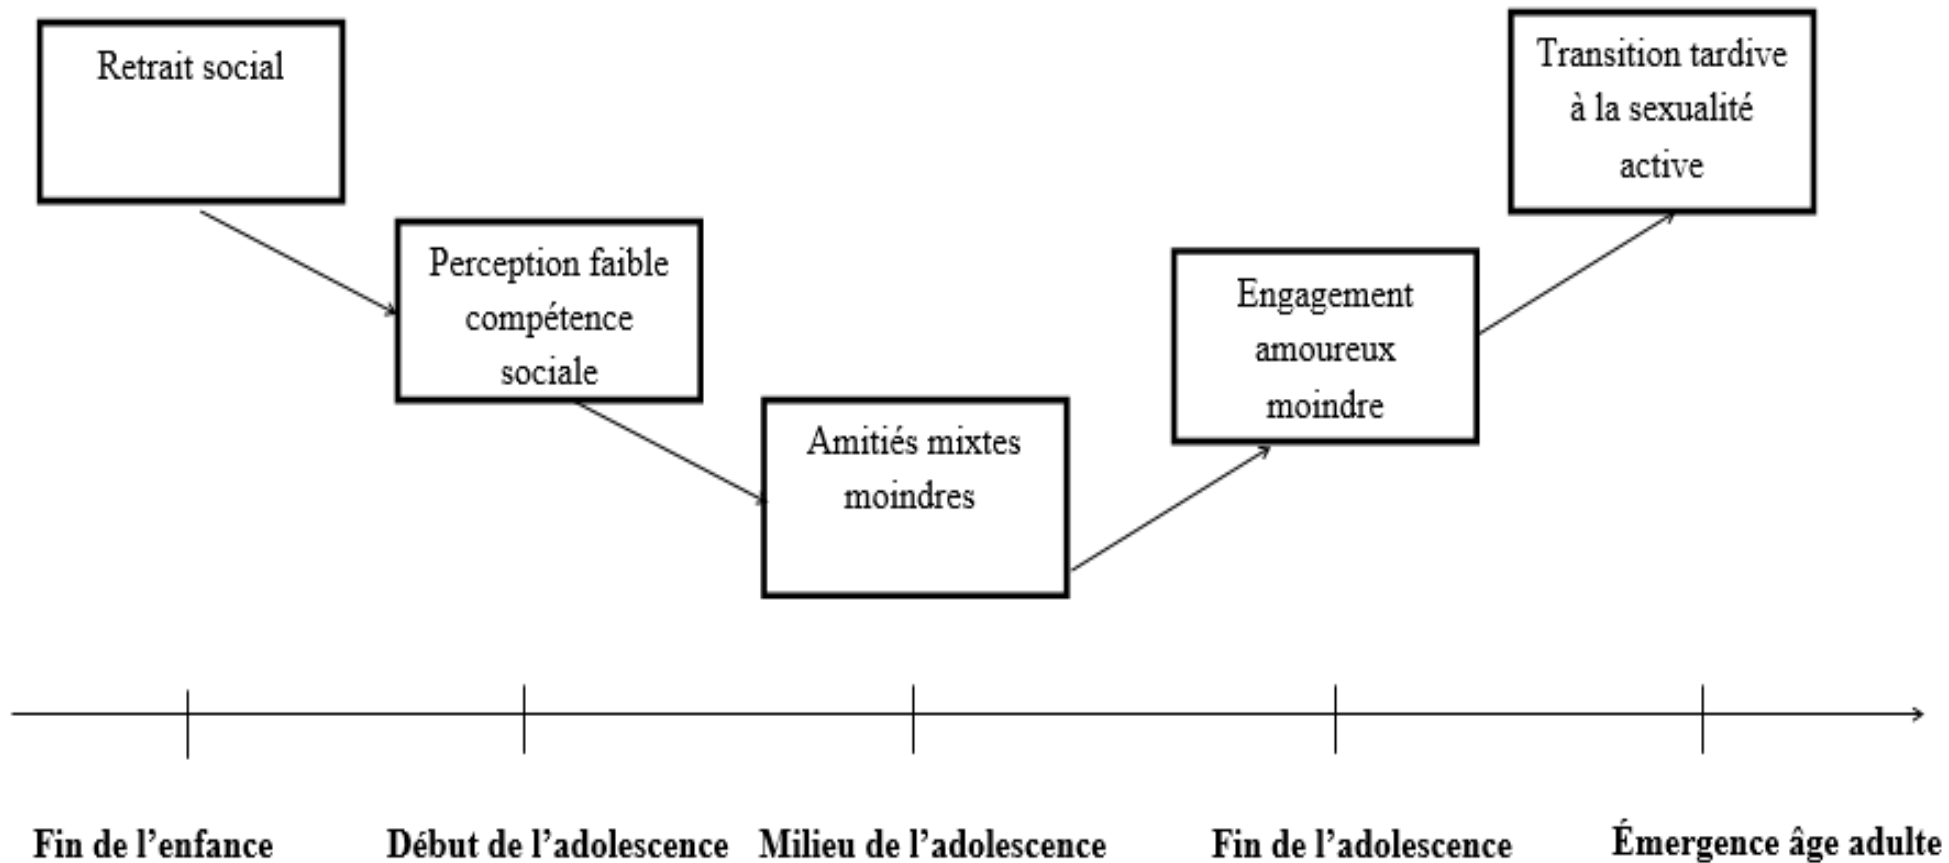 Retrait social
Perception faible
compétence
sociale
Amitiés mixtes
moindres
Engagement
amoureux
moindre
Transition tardive
à la sexualité
active
Fin de l’enfance
Début de l’adolescence
Milieu de l’adolescence
Fin de l’adolescence
Émergence âge adulte